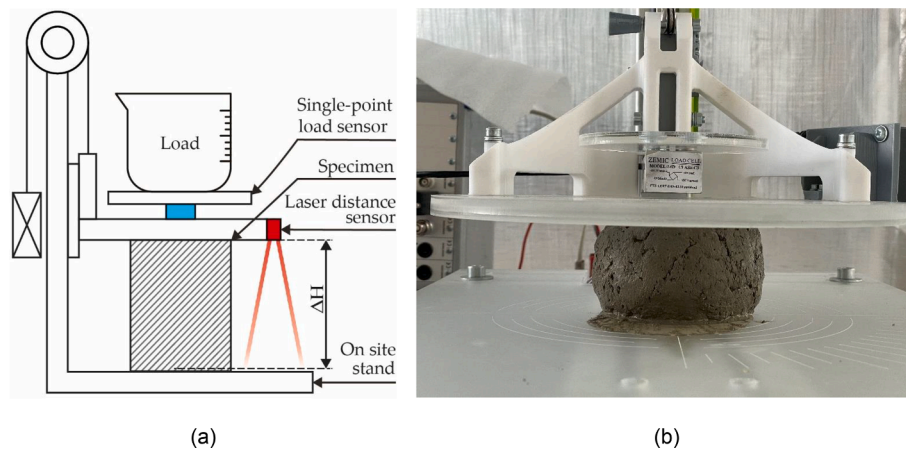 Load
Single-point
load sensor
Specimen
Laser distance
sensor
ΔH
On site
stand
ZEMIC LOAD CELL
(a)
(b)